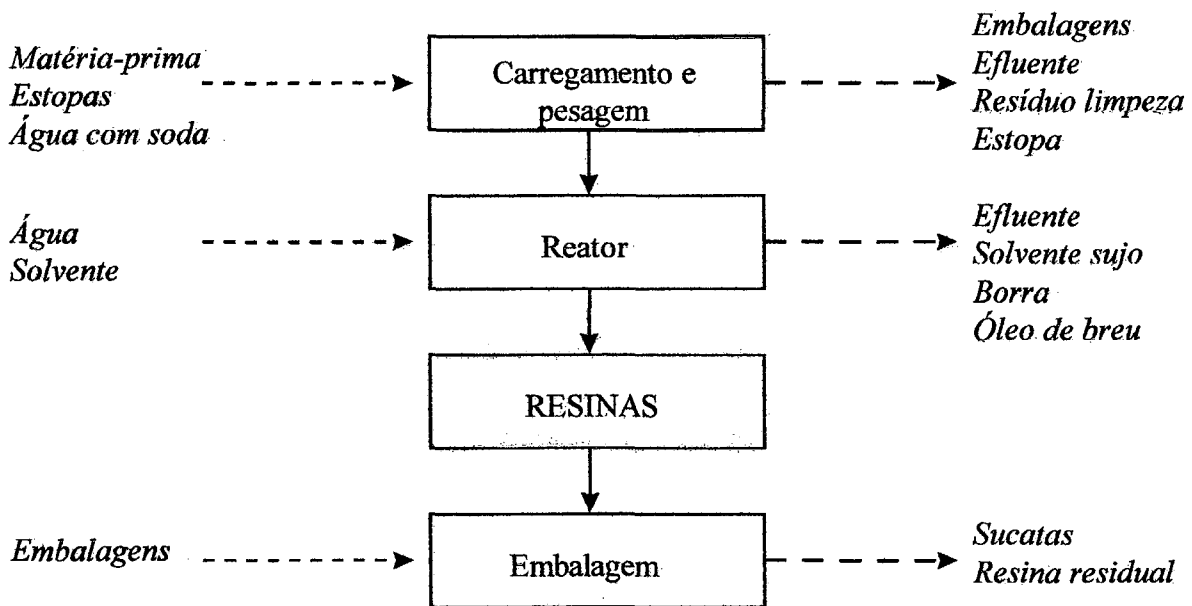 Matéria-prima
Estopas
Água com soda
Carregamento e
pesagem
Embalagens
Efluente
Resíduo limpeza
Estopa
Água
Solvente
Reator
Efluente
Solvente sujo
Borra
Óleo de breu
RESINAS
Embalagens
Embalagem
Sucatas
Resina residual